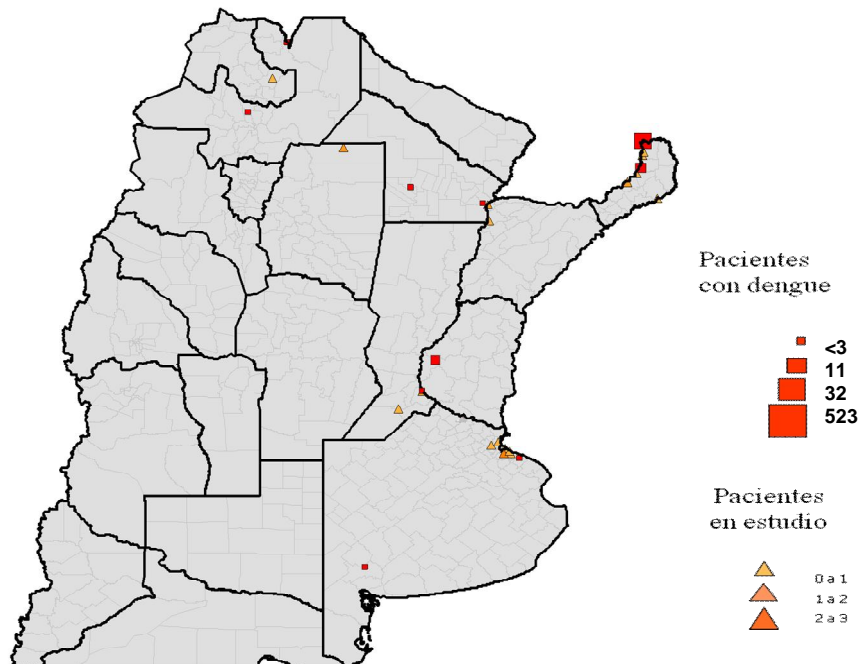 Pacientes
con dengue
<3
11
32
523
Pacientes
en estudio
0 a 1
1 a 2
2 a 3